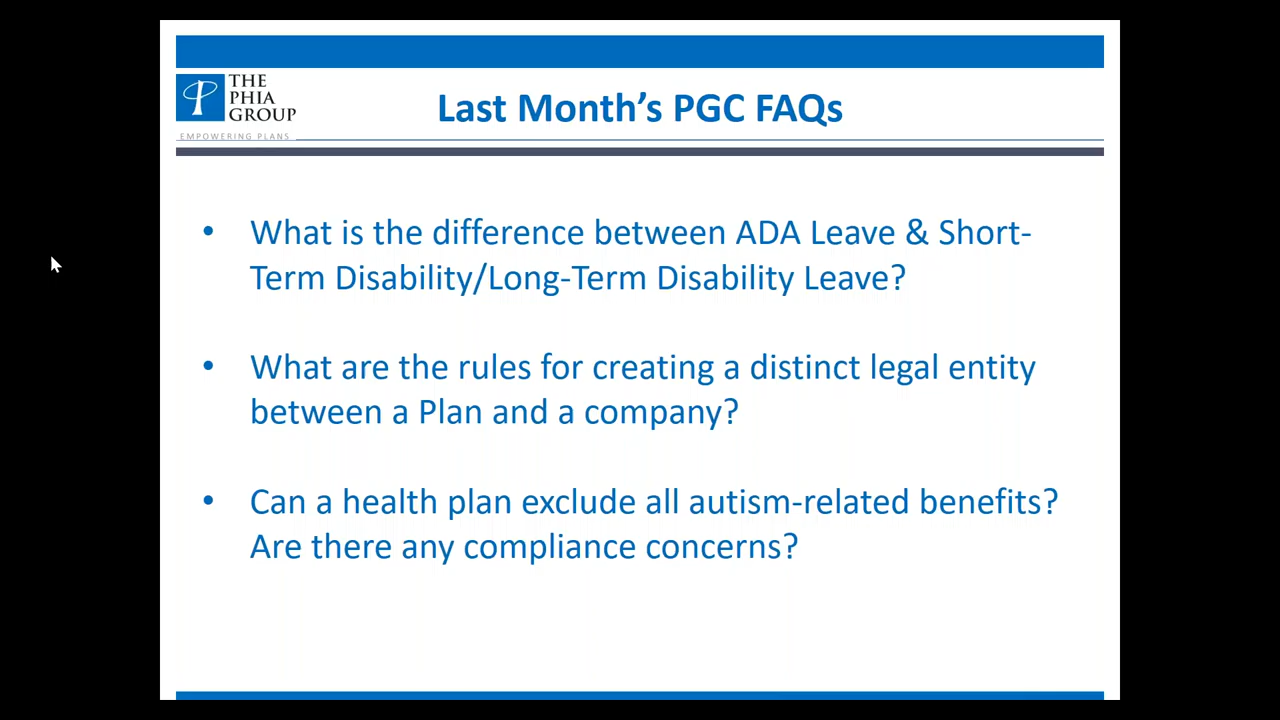 THE
PHIA
GROUP
EMPOWERING PLANS
Last Month's PGC FAQs
• What is the difference between ADA Leave & Short-
Term Disability/Long-Term Disability Leave?
• What are the rules for creating a distinct legal entity
between a Plan and a company?
• Can a health plan exclude all autism-related benefits?
Are there any compliance concerns?